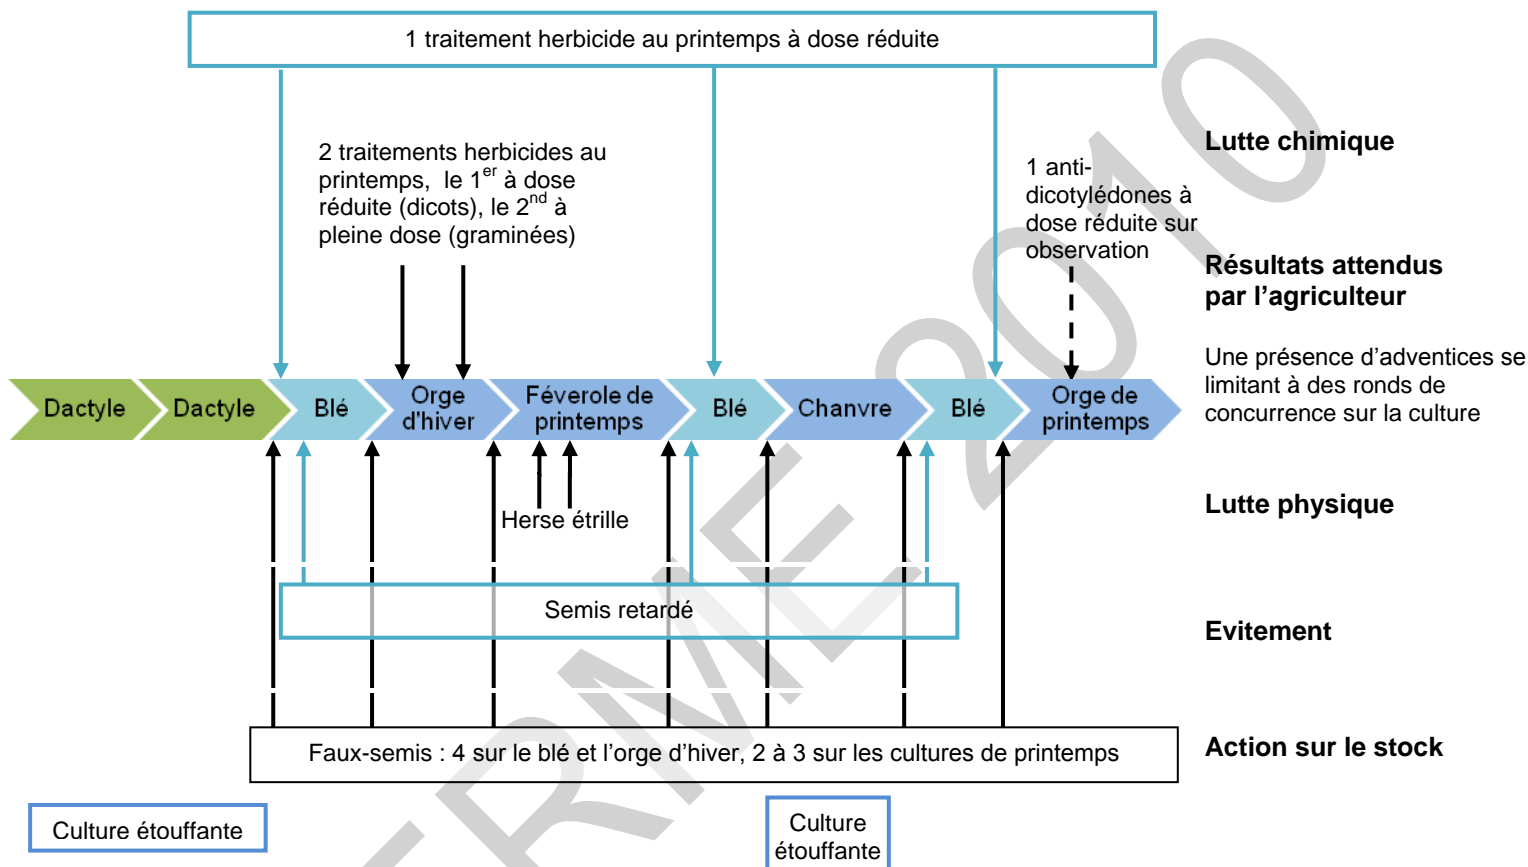 1 traitement herbicide au printemps à dose réduite
Lutte chimique
2 traitements herbicides au
printemps, le 1er à dose
réduite (dicots), le 2nd à
pleine dose (graminées)
1 anti-
dicotylédones à
dose réduite sur
observation
Résultats attendus
par l’agriculteur
Une présence d’adventices se
limitant à des ronds de
concurrence sur la culture
Dactyle
Dactyle
Blé
Orge
d'hiver
Féverole de
printemps
Blé
Chanvre
Blé
Orge de
printemps
Herse étrille
Lutte physique
Semis retardé
Evitement
Faux-semis : 4 sur le blé et l’orge d’hiver, 2 à 3 sur les cultures de printemps
Action sur le stock
Culture étouffante
Culture
étouffante
ERME 2010